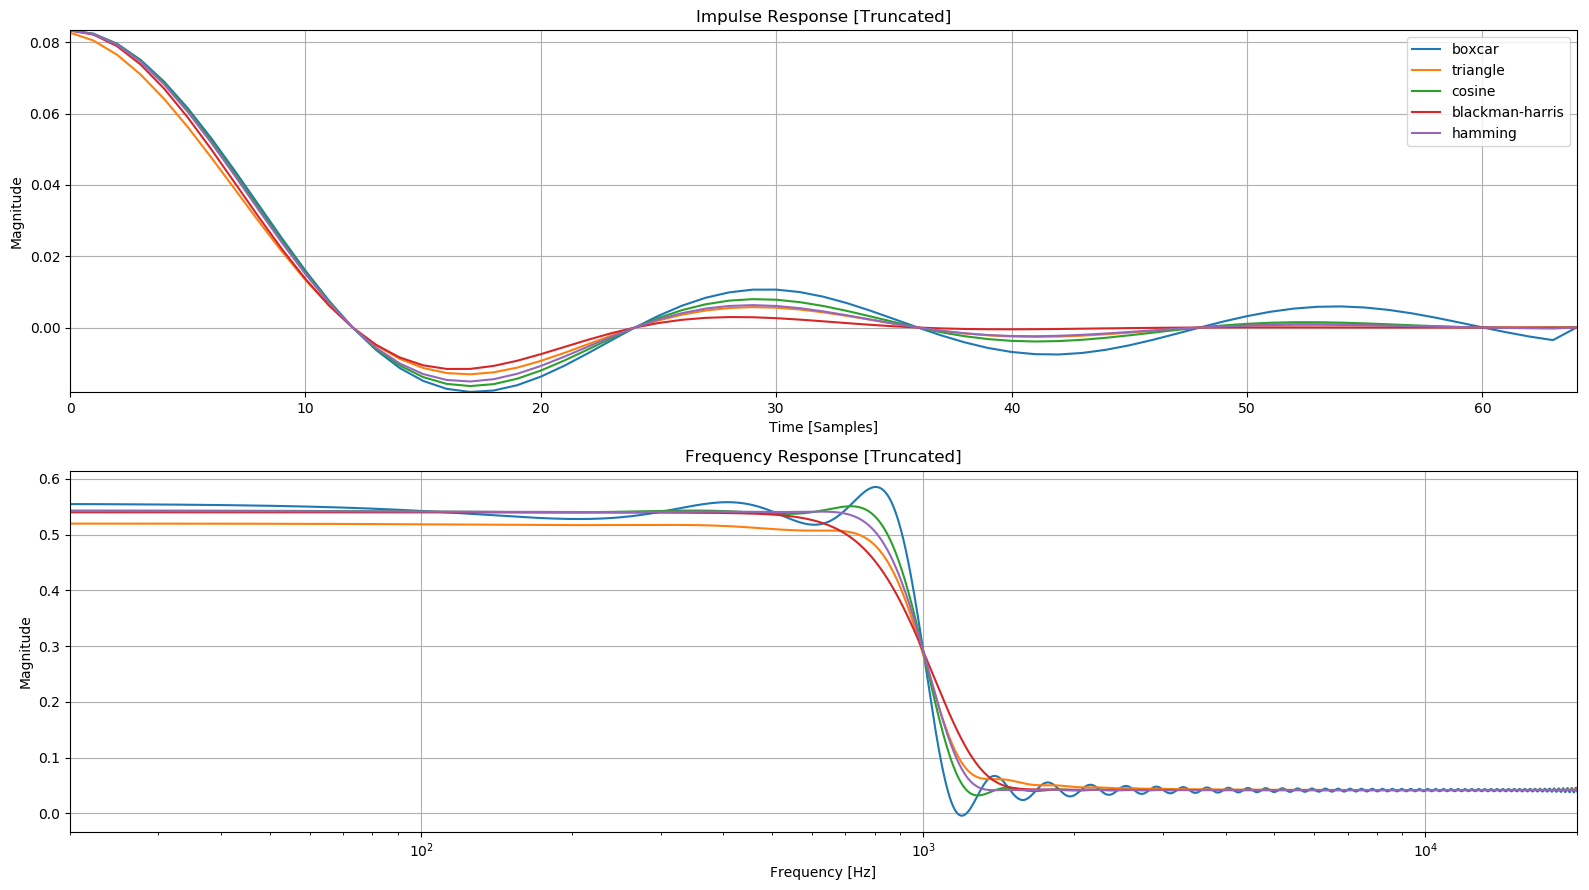 Impulse Response [Truncated]
0.08
0.06
0.04
0.02
0.00
Magnitude
boxcar
triangle
cosine
blackman-harris
hamming
0 10 20 30 40 50 60
Time [Samples]
Frequency Response [Truncated]
0.6
0.5
0.4
0.3
0.2
0.1
0.0
Magnitude
10² 10³ 10⁴
Frequency [Hz]